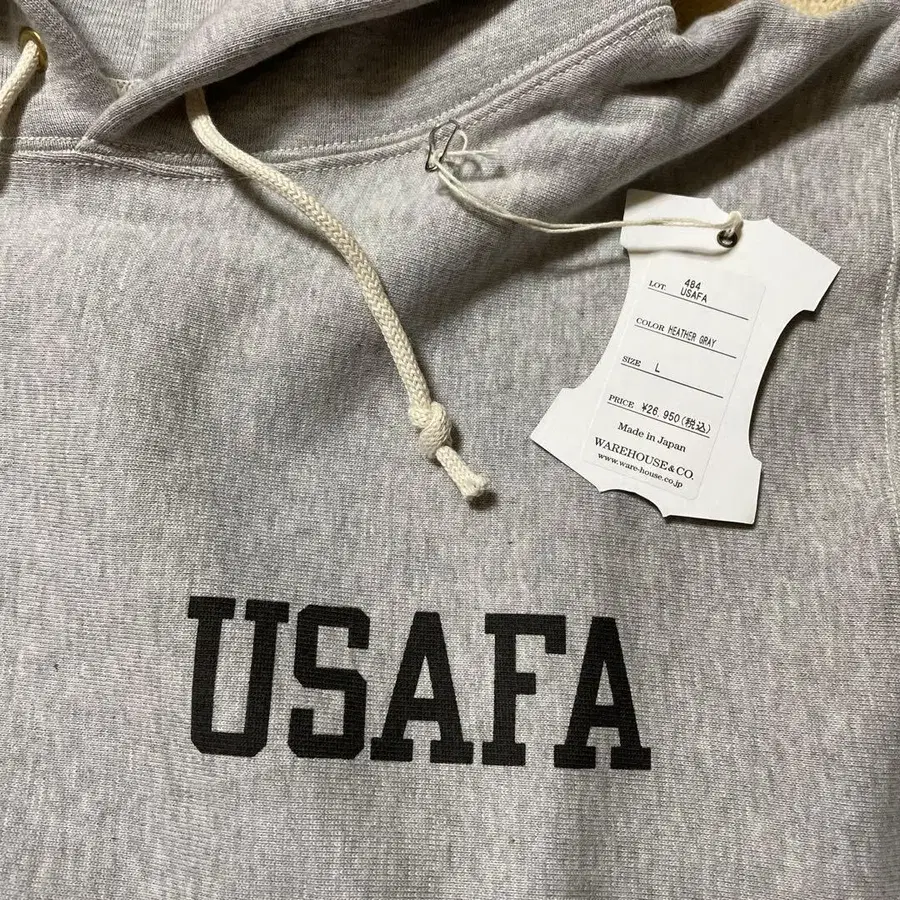 LOT. 484
USAFA
COLOR HEATHER GRAY
SIZE L
PRICE ¥26.950(税込)
Made in Japan
WAREHOUSE & CO.
www.ware-house.co.jp
USAFA